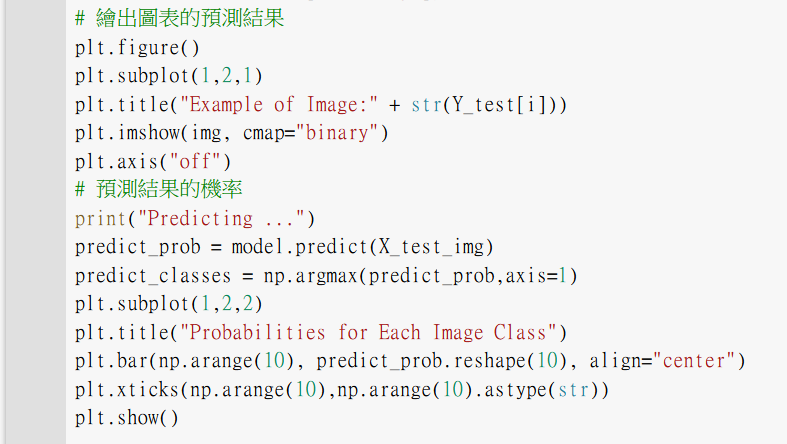 # 繪出圖表的預測結果
plt.figure()
plt.subplot(1,2,1)
plt.title("Example of Image:" + str(Y_test[i]))
plt.imshow(img, cmap="binary")
plt.axis("off")
# 預測結果的機率
print("Predicting ...")
predict_prob = model.predict(X_test_img)
predict_classes = np.argmax(predict_prob,axis=1)
plt.subplot(1,2,2)
plt.title("Probabilities for Each Image Class")
plt.bar(np.arange(10), predict_prob.reshape(10), align="center")
plt.xticks(np.arange(10),np.arange(10).astype(str))
plt.show()